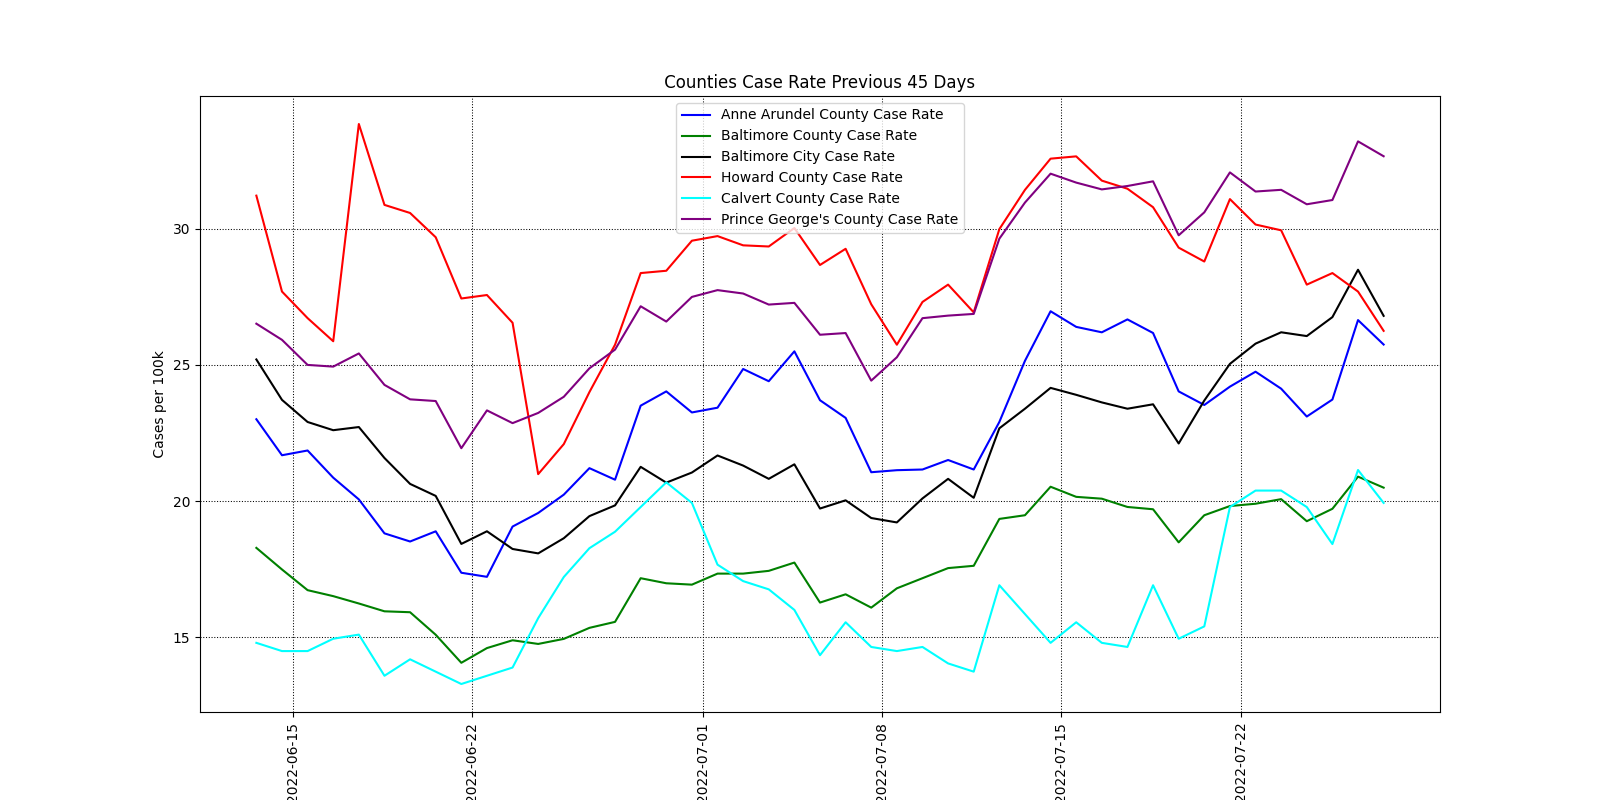 Counties Case Rate Previous 45 Days
Anne Arundel County Case Rate
Baltimore County Case Rate
Baltimore City Case Rate
Howard County Case Rate
Calvert County Case Rate
Prince George's County Case Rate
Cases per 100k
30
25
20
15
2022-06-15
2022-06-22
2022-07-01
2022-07-08
2022-07-15
2022-07-22